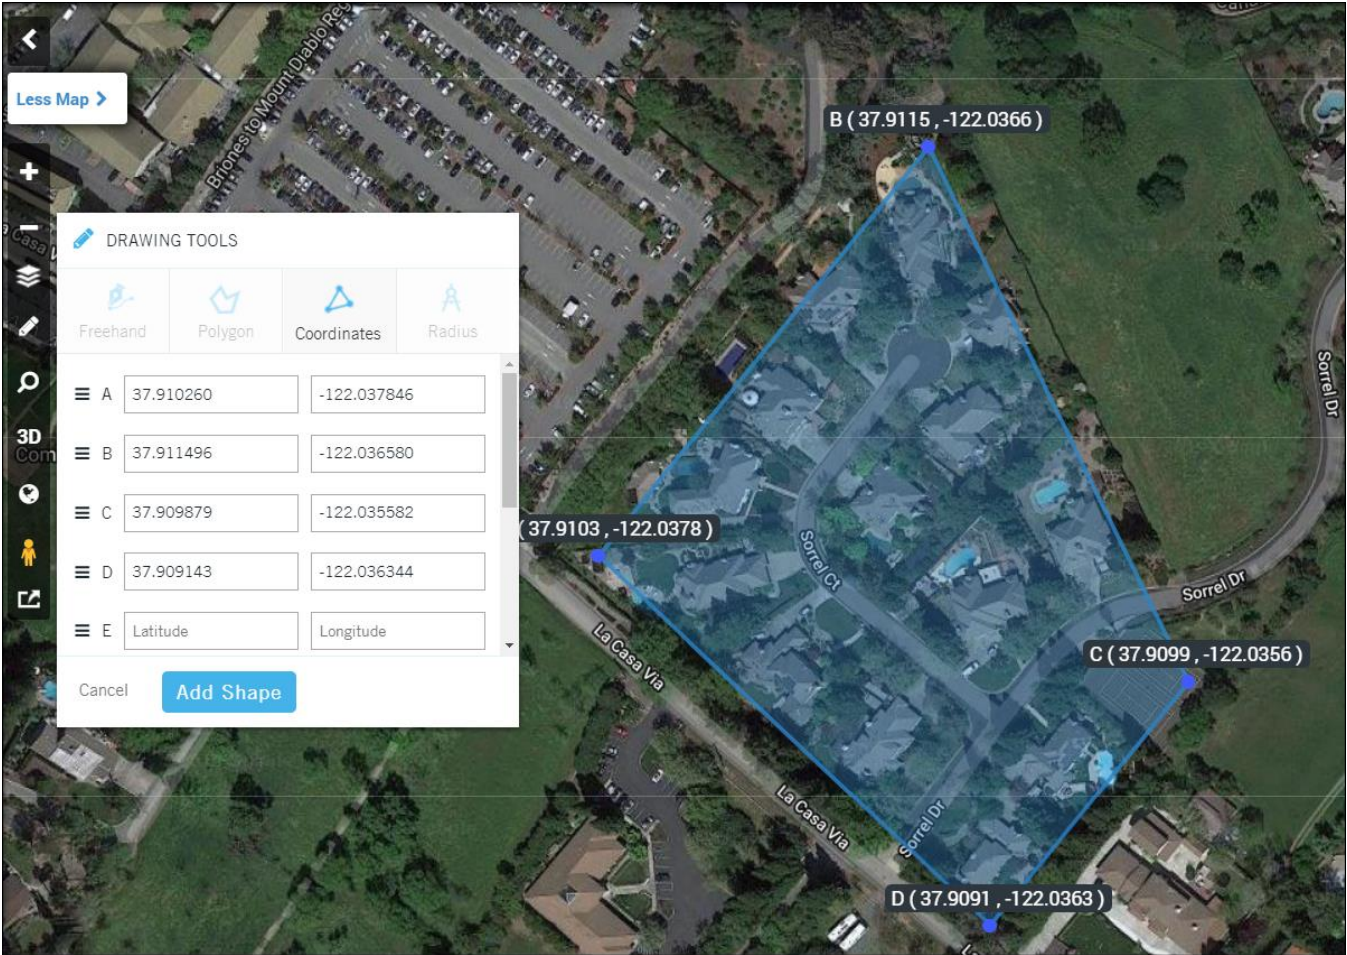 Briones to Mount Diablo Reg
Less Map
B ( 37.9115 , -122.0366 )
DRAWING TOOLS
Freehand
Polygon
Coordinates
Radius
A 37.910260 -122.037846
3D
Com
B 37.911496 -122.036580
C 37.909879 -122.035582
( 37.9103 , -122.0378 )
D 37.909143 -122.036344
E Latitude Longitude
Cancel
Add Shape
Sorrel Dr
Sorrel Ct
Sorrel Dr
La Casa Via
C ( 37.9099 , -122.0356 )
La Casa Via
Sorrel Dr
D ( 37.9091 , -122.0363 )